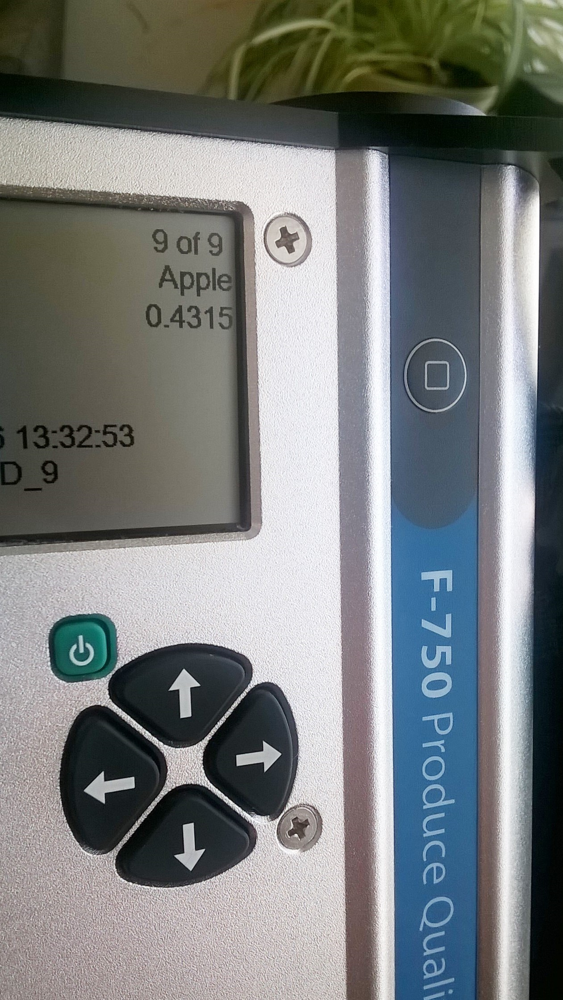 9 of 9
Apple
0.4315
13:32:53
D_9
F-750 Produce Quali